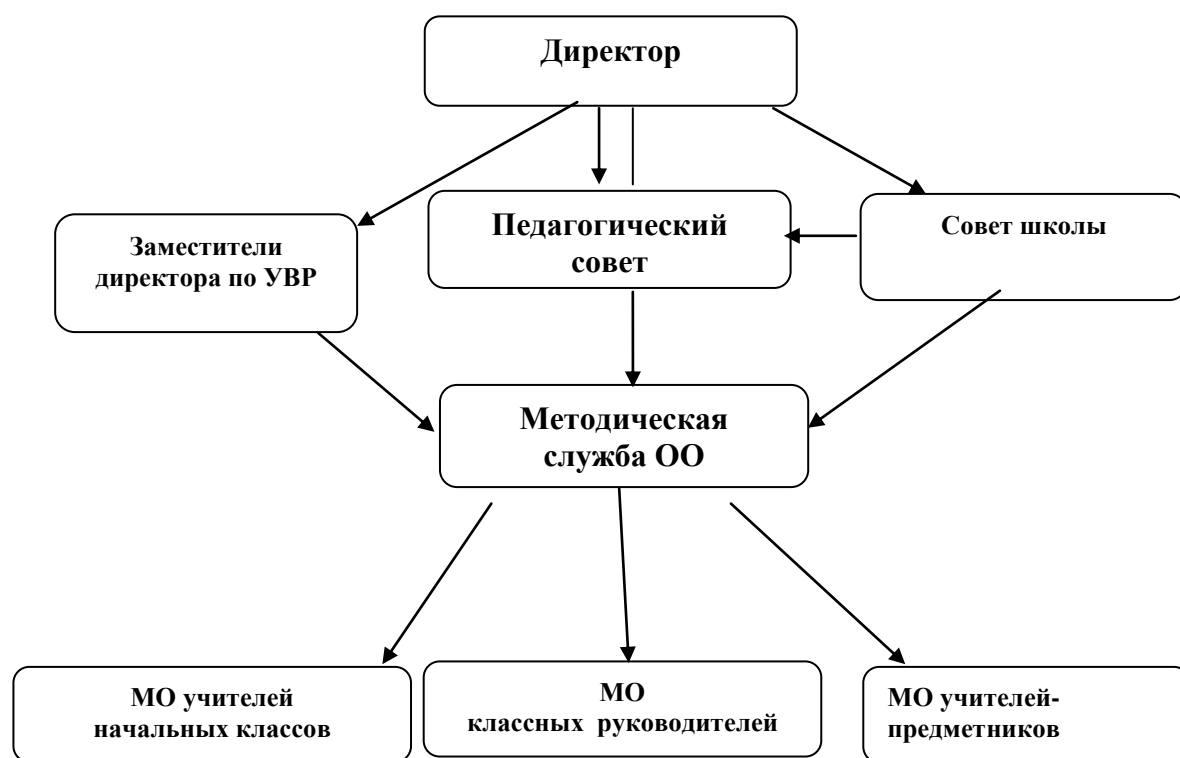 Директор
Педагогический
совет
Совет школы
Заместители
директора по УВР
Методическая
служба ОО
МО учителей
начальных классов
МО
классных руководителей
МО учителей-
предметников